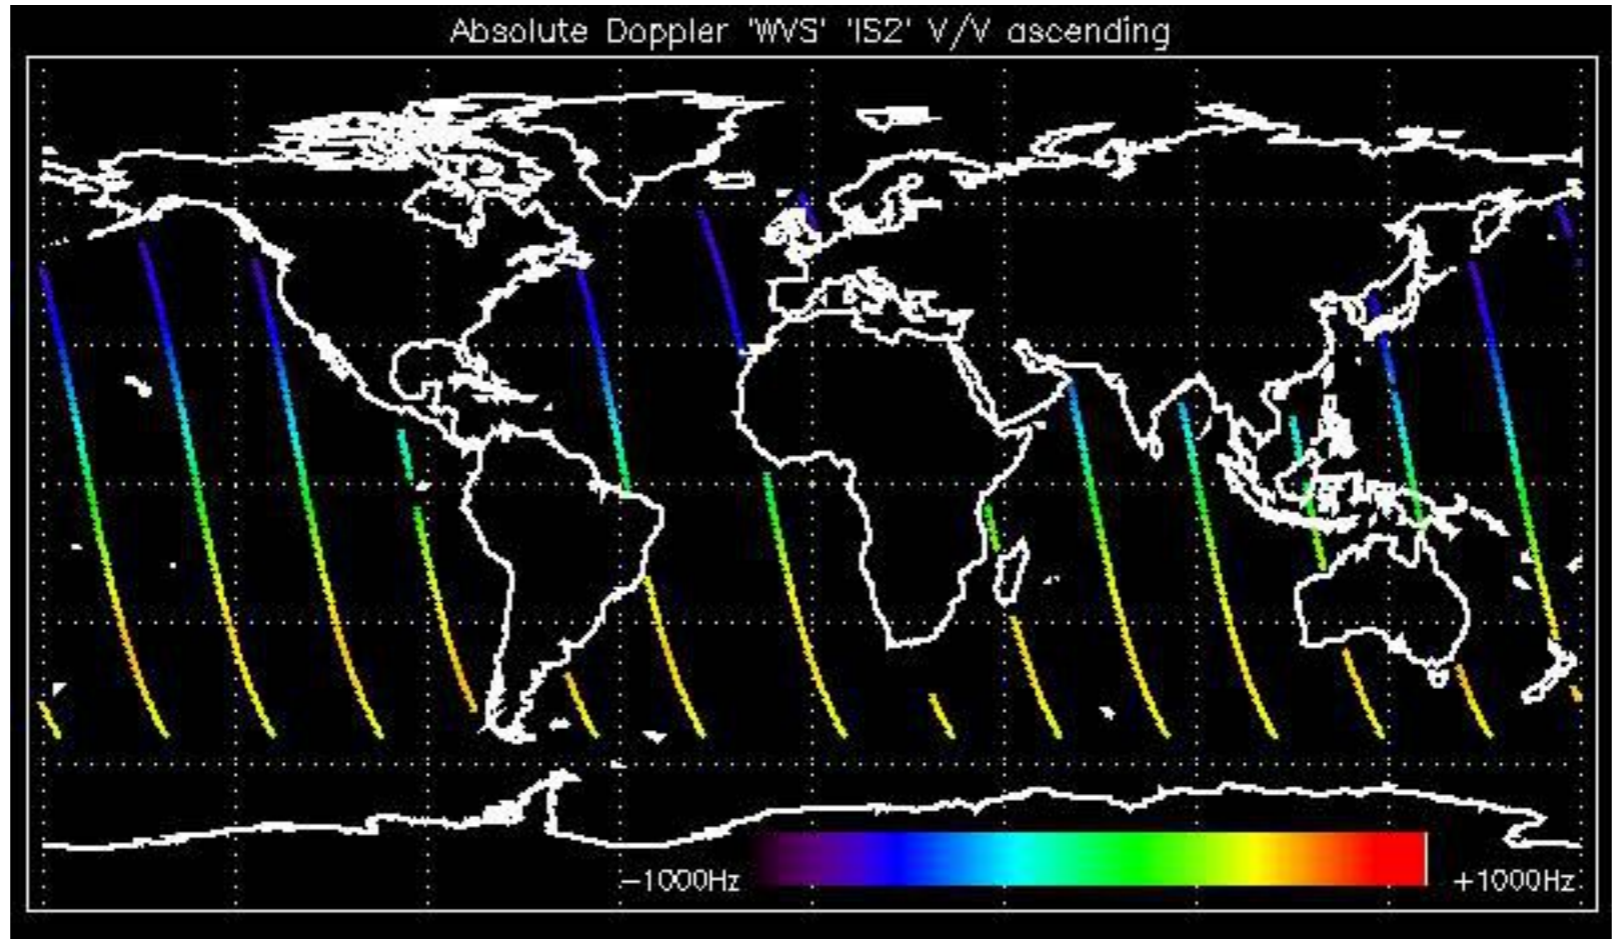 Absolute Doppler 'WVS' 'IS2' V/V ascending
−1000Hz +1000Hz